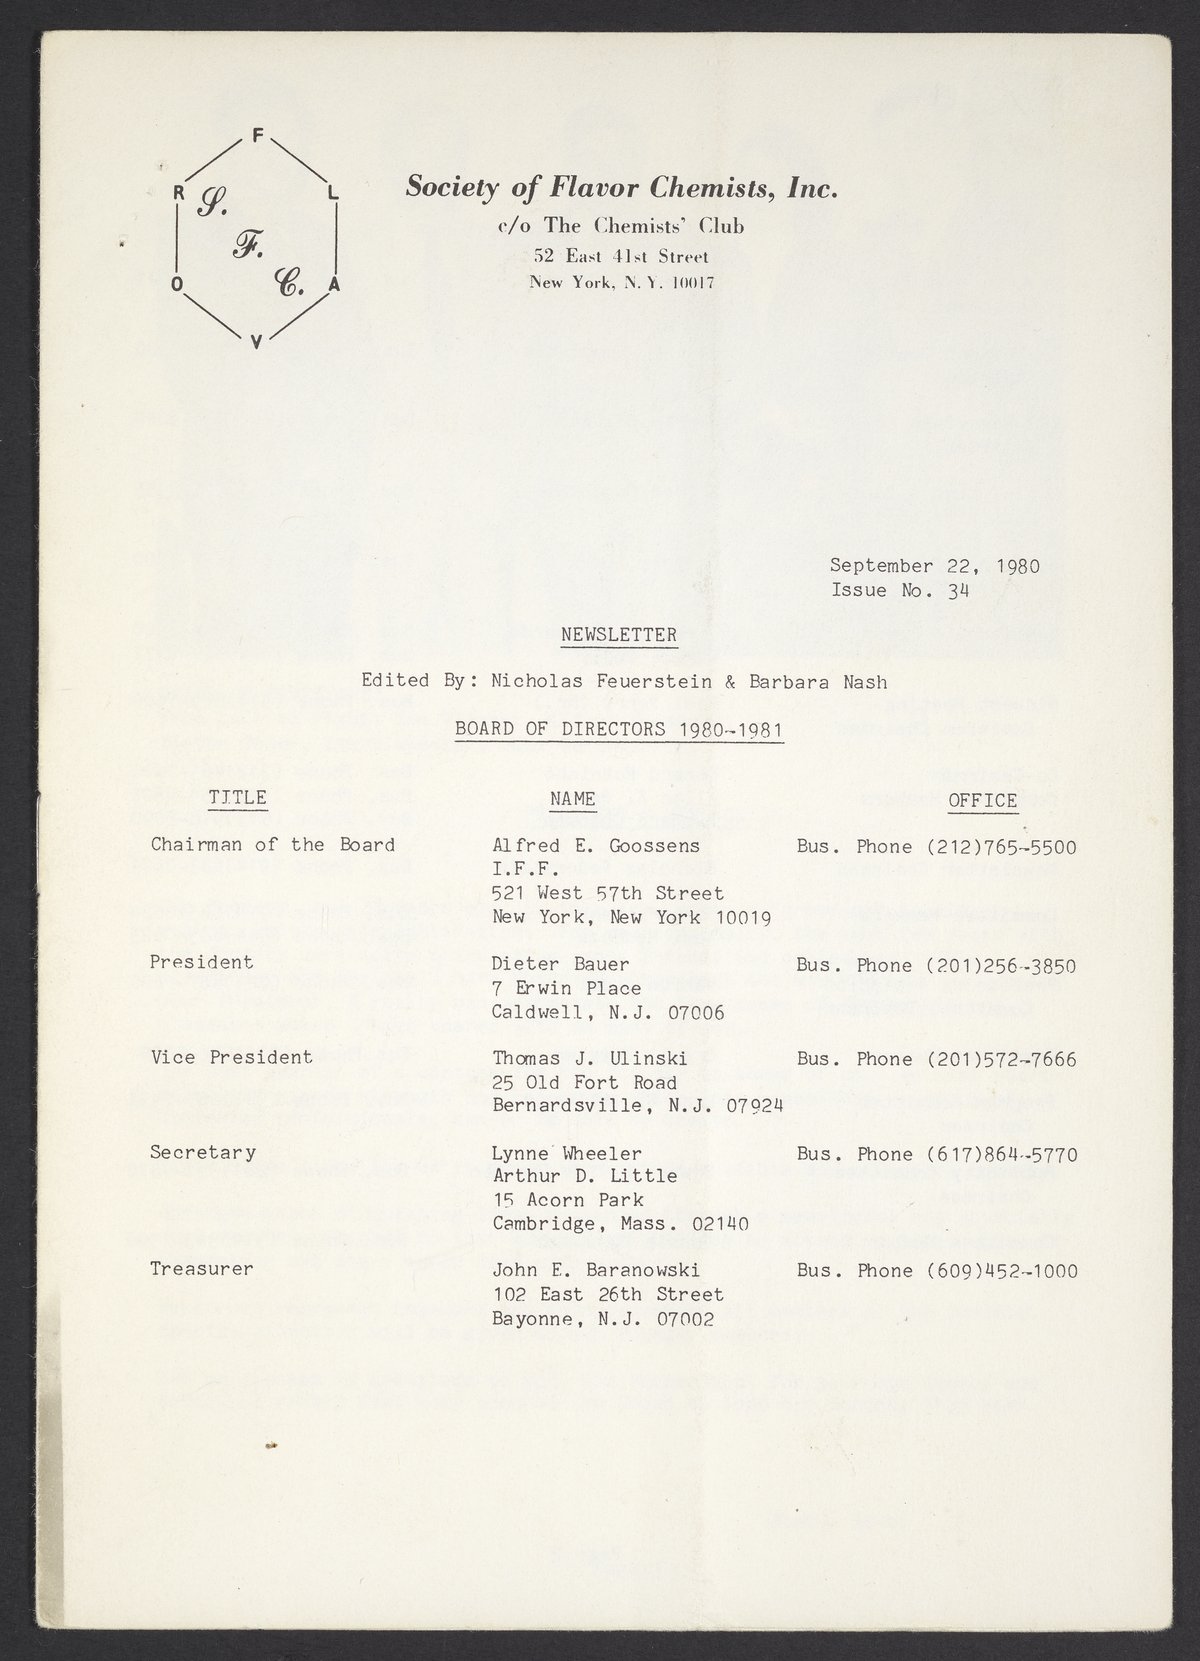 F
R L
S.
F.
C.
O A
V
Society of Flavor Chemists, Inc.
c/o The Chemists' Club
52 East 41st Street
New York, N. Y. 10017
September 22, 1980
Issue No. 34
NEWSLETTER
Edited By: Nicholas Feuerstein & Barbara Nash
BOARD OF DIRECTORS 1980-1981
TITLE NAME OFFICE
Chairman of the Board Alfred E. Goossens Bus. Phone (212)765-5500
I.F.F.
521 West 57th Street
New York, New York 10019
President Dieter Bauer Bus. Phone (201)256-3850
7 Erwin Place
Caldwell, N.J. 07006
Vice President Thomas J. Ulinski Bus. Phone (201)572-7666
25 Old Fort Road
Bernardsville, N.J. 07924
Secretary Lynne Wheeler Bus. Phone (617)864-5770
Arthur D. Little
15 Acorn Park
Cambridge, Mass. 02140
Treasurer John E. Baranowski Bus. Phone (609)452-1000
102 East 26th Street
Bayonne, N.J. 07002